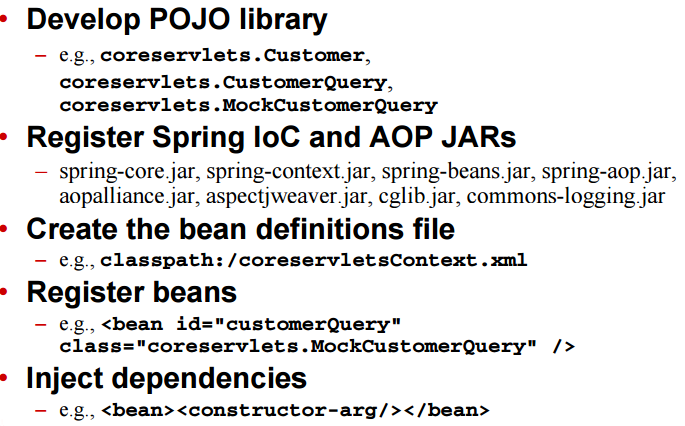 • Develop POJO library
– e.g., coreservlets.Customer,
coreservlets.CustomerQuery,
coreservlets.MockCustomerQuery
• Register Spring IoC and AOP JARs
– spring-core.jar, spring-context.jar, spring-beans.jar, spring-aop.jar,
aopalliance.jar, aspectjweaver.jar, cglib.jar, commons-logging.jar
• Create the bean definitions file
– e.g., classpath:/coreservletsContext.xml
• Register beans
– e.g., <bean id="customerQuery"
class="coreservlets.MockCustomerQuery" />
• Inject dependencies
– e.g., <bean><constructor-arg/></bean>